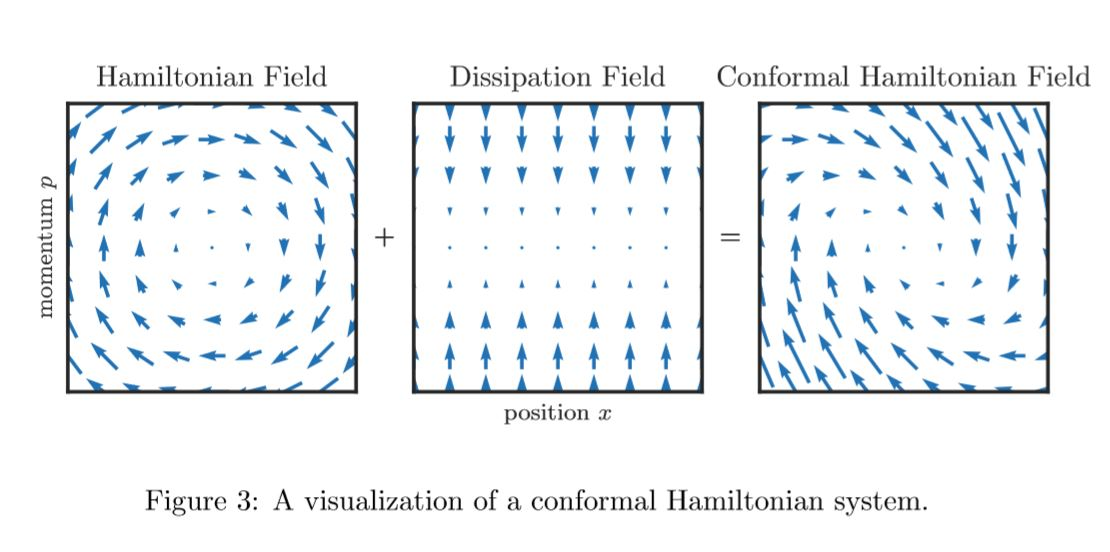 Hamiltonian Field
Dissipation Field
Conformal Hamiltonian Field
momentum p
+
=
position x
Figure 3: A visualization of a conformal Hamiltonian system.